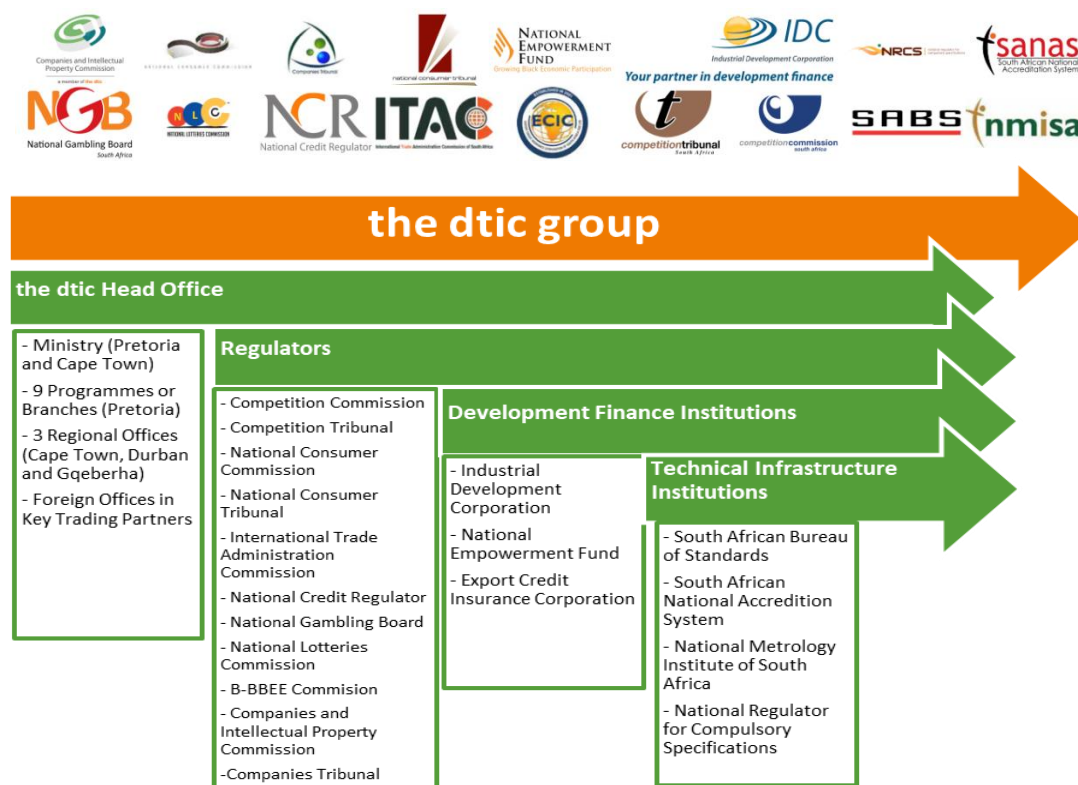 Companies and Intellectual
Property Commission
a member of the dtic
NATIONAL CONSUMER COMMISSION
Companies Tribunal
national consumer tribunal
NATIONAL
EMPOWERMENT
FUND
Growing Black Economic Participation
IDC
Industrial Development Corporation
Your partner in development finance
NRCS
sanas
South African National
Accreditation System
NGB
National Gambling Board
South Africa
NLC
NATIONAL LOTTERIES COMMISSION
NCR
National Credit Regulator
ITAC
International Trade Administration Commission of South Africa
ECIC
t
competitiontribunal
South Africa
competitioncommission
south africa
SABS
nmisa
the dtic group
the dtic Head Office
- Ministry (Pretoria
and Cape Town)
- 9 Programmes or
Branches (Pretoria)
- 3 Regional Offices
(Cape Town, Durban
and Gqeberha)
- Foreign Offices in
Key Trading Partners
Regulators
- Competition Commission
- Competition Tribunal
- National Consumer
Commission
- National Consumer
Tribunal
- International Trade
Administration
Commission
- National Credit Regulator
- National Gambling Board
- National Lotteries
Commission
- B-BBEE Commision
- Companies and
Intellectual Property
Commission
-Companies Tribunal
Development Finance Institutions
- Industrial
Development
Corporation
- National
Empowerment Fund
- Export Credit
Insurance Corporation
Technical Infrastructure
Institutions
- South African Bureau
of Standards
- South African
National Accredition
System
- National Metrology
Institute of South
Africa
- National Regulator
for Compulsory
Specifications